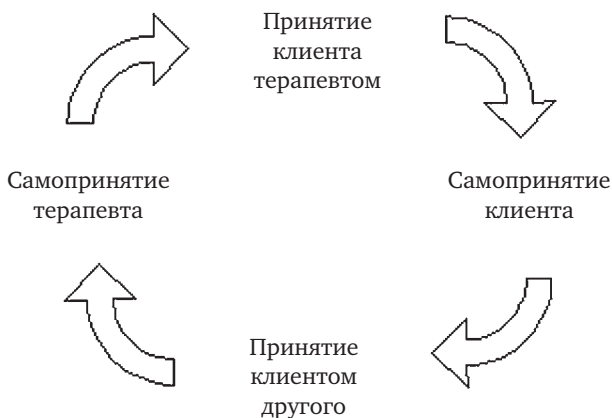 Принятие
клиента
терапевтом
Самопринятие
терапевта
Самопринятие
клиента
Принятие
клиентом
другого